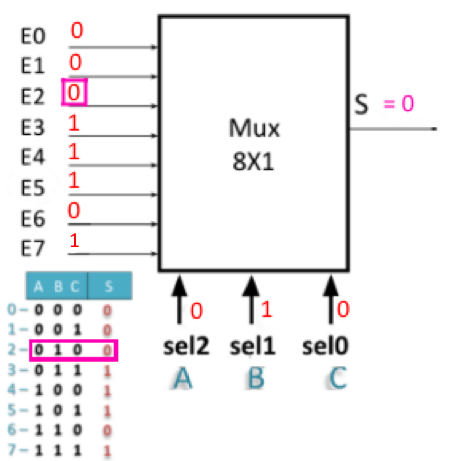 E0 0
E1 0
E2 0
E3 1
E4 1
E5 1
E6 0
E7 1
Mux
8X1
S = 0
0 1 0
sel2 sel1 sel0
A B C
A B C S
0- 0 0 0 0
1- 0 0 1 0
2- 0 1 0 0
3- 0 1 1 1
4- 1 0 0 1
5- 1 0 1 1
6- 1 1 0 0
7- 1 1 1 1